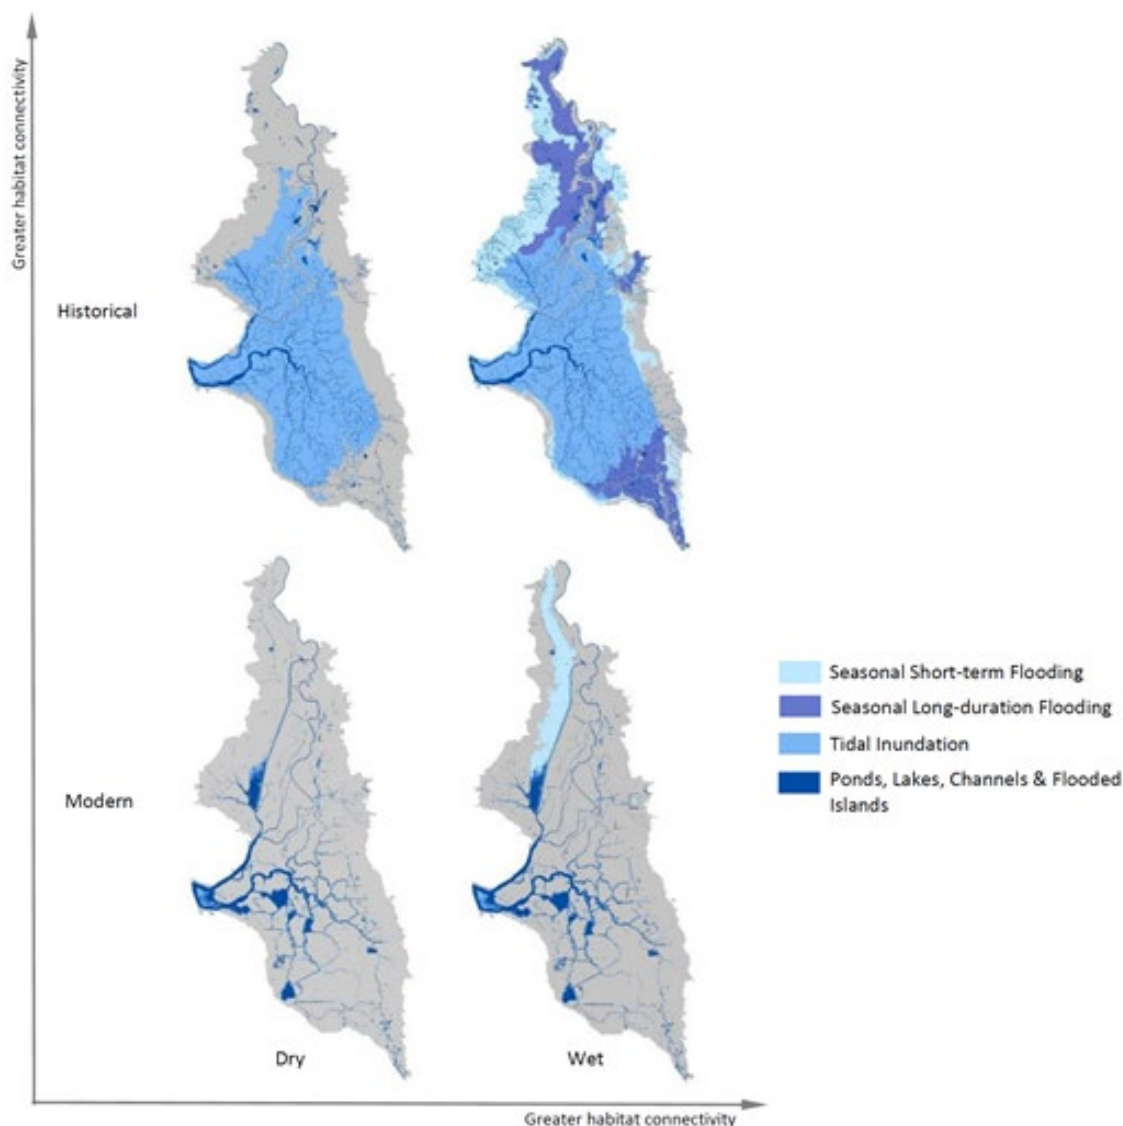 Greater habitat connectivity
Historical
Modern
Seasonal Short-term Flooding
Seasonal Long-duration Flooding
Tidal Inundation
Ponds, Lakes, Channels & Flooded
Islands
Dry
Wet
Greater habitat connectivity